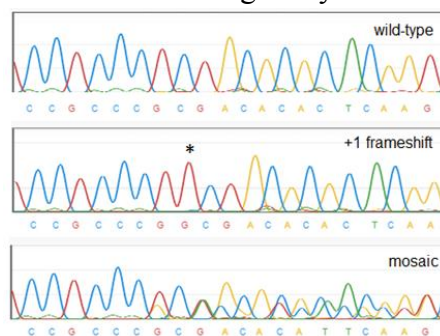 wild-type
C C G C C C G C G A C A C A C T C A A G
+1 frameshift
*
C C G C C C G G C G A C A C A C T C A A
mosaic
C C G C C C G C G A C A C A T T C A A G